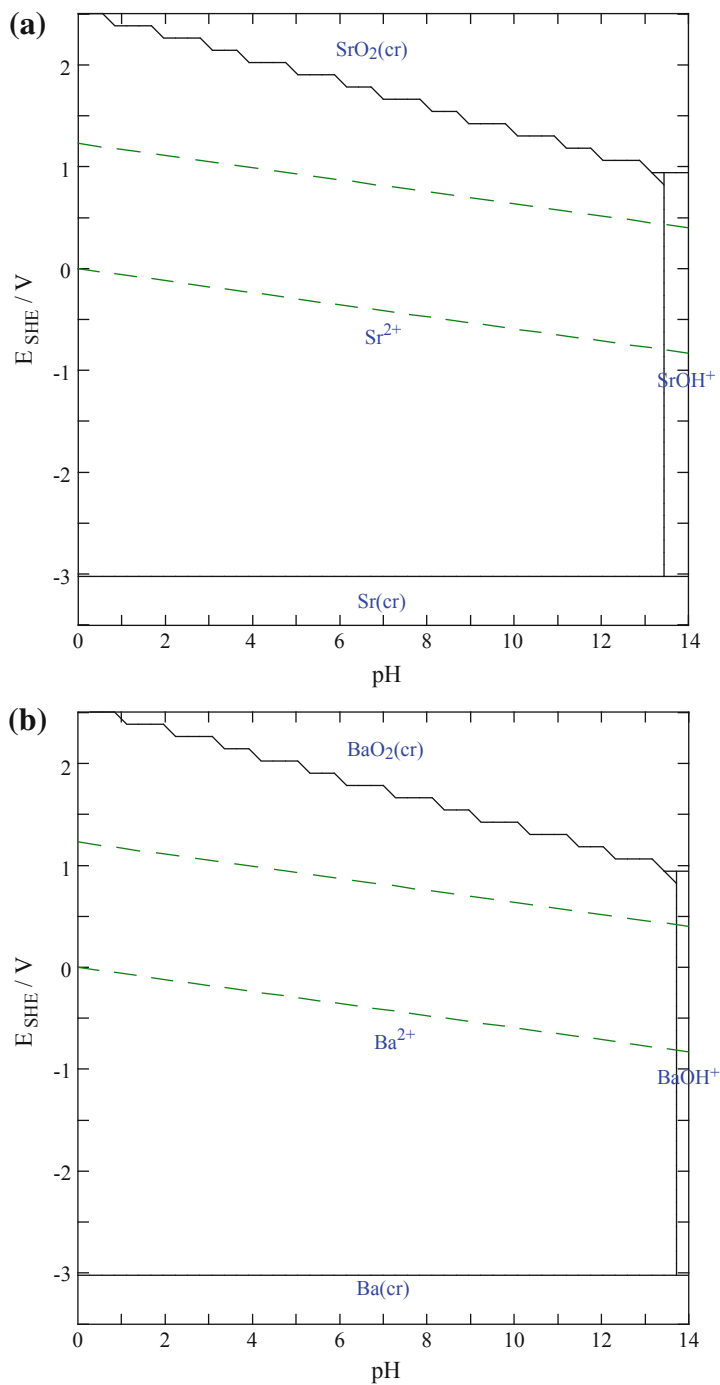 (a)
SrO₂(cr)
2
1
0
-1
-2
-3
E SHE / V
Sr²⁺
SrOH⁺
Sr(cr)
0 2 4 6 8 10 12 14
pH
(b)
BaO₂(cr)
2
1
0
-1
-2
-3
E SHE / V
Ba²⁺
BaOH⁺
Ba(cr)
0 2 4 6 8 10 12 14
pH